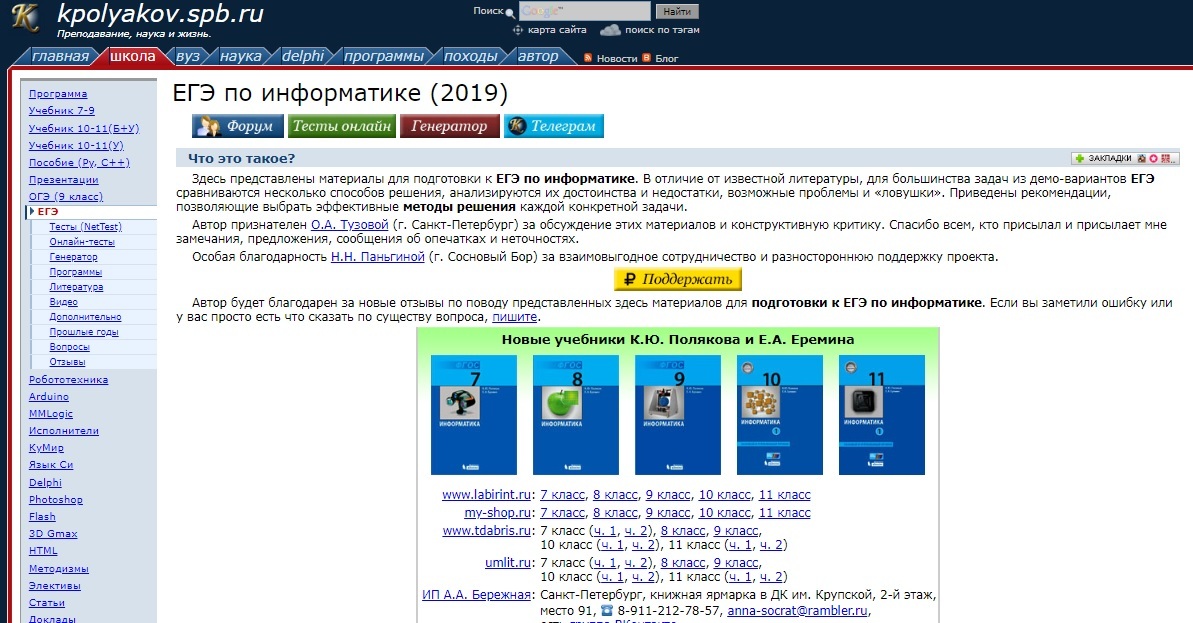 kpolyakov.spb.ru
Преподавание, наука и жизнь.
Поиск Google™ Найти
карта сайта поиск по тэгам
главная школа вуз наука delphi программы походы автор Новости Блог
Программа
Учебник 7-9
Учебник 10-11(Б+У)
Учебник 10-11(У)
Пособие (Py, C++)
Презентации
ОГЭ (9 класс)
ЕГЭ
Тесты (NetTest)
Онлайн-тесты
Генератор
Программы
Литература
Видео
Дополнительно
Прошлые годы
Вопросы
Отзывы
Робототехника
Arduino
MMLogic
Исполнители
КуМир
Язык Си
Delphi
Photoshop
Flash
3D Gmax
HTML
Методизмы
Элективы
Статьи
Доклады
ЕГЭ по информатике (2019)
Форум Тесты онлайн Генератор Телеграм
Что это такое? ЗАКЛАДКИ
Здесь представлены материалы для подготовки к ЕГЭ по информатике. В отличие от известной литературы, для большинства задач из демо-вариантов ЕГЭ
сравниваются несколько способов решения, анализируются их достоинства и недостатки, возможные проблемы и «ловушки». Приведены рекомендации,
позволяющие выбрать эффективные методы решения каждой конкретной задачи.
Автор признателен О.А. Тузовой (г. Санкт-Петербург) за обсуждение этих материалов и конструктивную критику. Спасибо всем, кто присылал и присылает мне
замечания, предложения, сообщения об опечатках и неточностях.
Особая благодарность Н.Н. Паньгиной (г. Сосновый Бор) за взаимовыгодное сотрудничество и разностороннюю поддержку проекта.
₽ Поддержать
Автор будет благодарен за новые отзывы по поводу представленных здесь материалов для подготовки к ЕГЭ по информатике. Если вы заметили ошибку или
у вас просто есть что сказать по существу вопроса, пишите.
Новые учебники К.Ю. Полякова и Е.А. Еремина
ФГОС ФГОС ФГОС
7 8 9 10 11
ИНФОРМАТИКА ИНФОРМАТИКА ИНФОРМАТИКА ИНФОРМАТИКА ИНФОРМАТИКА
www.labirint.ru: 7 класс, 8 класс, 9 класс, 10 класс, 11 класс
my-shop.ru: 7 класс, 8 класс, 9 класс, 10 класс, 11 класс
www.tdabris.ru: 7 класс (ч. 1, ч. 2), 8 класс, 9 класс,
10 класс (ч. 1, ч. 2), 11 класс (ч. 1, ч. 2)
umlit.ru: 7 класс (ч. 1, ч. 2), 8 класс, 9 класс,
10 класс (ч. 1, ч. 2), 11 класс (ч. 1, ч. 2)
ИП А.А. Бережная: Санкт-Петербург, книжная ярмарка в ДК им. Крупской, 2-й этаж,
место 91, ☎ 8-911-212-78-57, anna-socrat@rambler.ru,
есть группа ВКонтакте